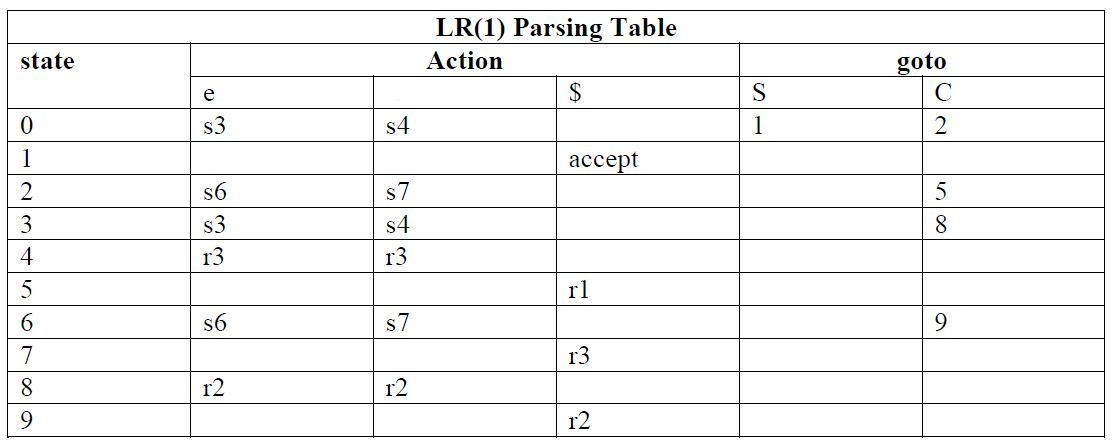 LR(1) Parsing Table
state Action goto
e $ S C
0 s3 s4 1 2
1 accept
2 s6 s7 5
3 s3 s4 8
4 r3 r3
5 r1
6 s6 s7 9
7 r3
8 r2 r2
9 r2